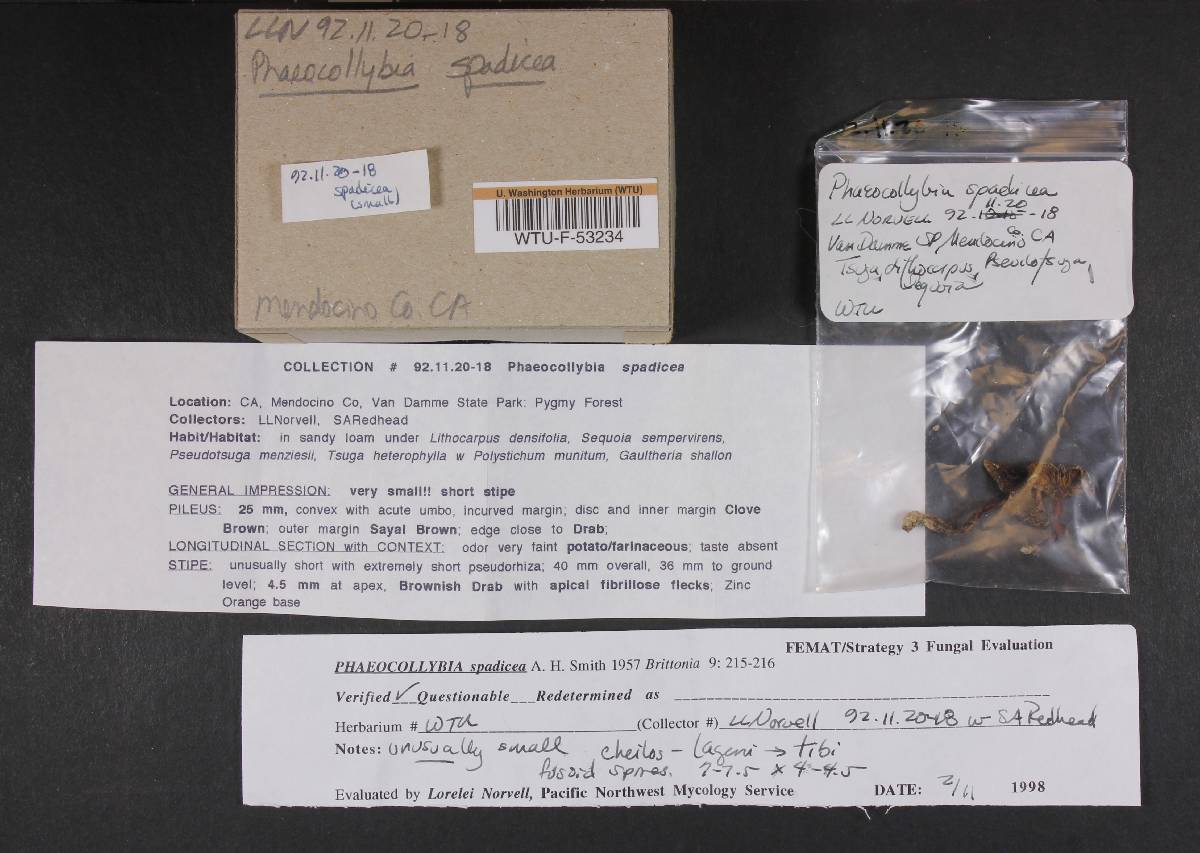 LLN 92.11.20-18
Phaeocollybia spadicea
92.11.20-18
spadicea
(small)
U. Washington Herbarium (WTU)
WTU-F-53234
Mendocino Co. CA
Phaeocollybia spadicea
11.20
LL NORVELL 92.-18
Van Damme SP, Mendocino Co CA
Tsuga, Lithocarpus, Pseudotsuga,
Sequoia
WTU
COLLECTION # 92.11.20-18 Phaeocollybia spadicea
Location: CA, Mendocino Co, Van Damme State Park: Pygmy Forest
Collectors: LLNorvell, SARedhead
Habit/Habitat: in sandy loam under Lithocarpus densifolia, Sequoia sempervirens,
Pseudotsuga menziesii, Tsuga heterophylla w Polystichum munitum, Gaultheria shallon
GENERAL IMPRESSION: very small!! short stipe
PILEUS: 25 mm, convex with acute umbo, incurved margin; disc and inner margin Clove
Brown; outer margin Sayal Brown; edge close to Drab;
LONGITUDINAL SECTION with CONTEXT: odor very faint potato/farinaceous; taste absent
STIPE: unusually short with extremely short pseudorhiza; 40 mm overall, 36 mm to ground
level; 4.5 mm at apex, Brownish Drab with apical fibrillose flecks; Zinc
Orange base
FEMAT/Strategy 3 Fungal Evaluation
PHAEOCOLLYBIA spadicea A. H. Smith 1957 Brittonia 9: 215-216
Verified ✓ Questionable___Redetermined as
Herbarium # WTU (Collector #) LLNorvell 92.11.20-18 w SARedhead
Notes: unusually small cheilos - lageni → tibi
fusoid spores. 7-7.5 x 4-4.5
Evaluated by Lorelei Norvell, Pacific Northwest Mycology Service DATE: 2/11 1998